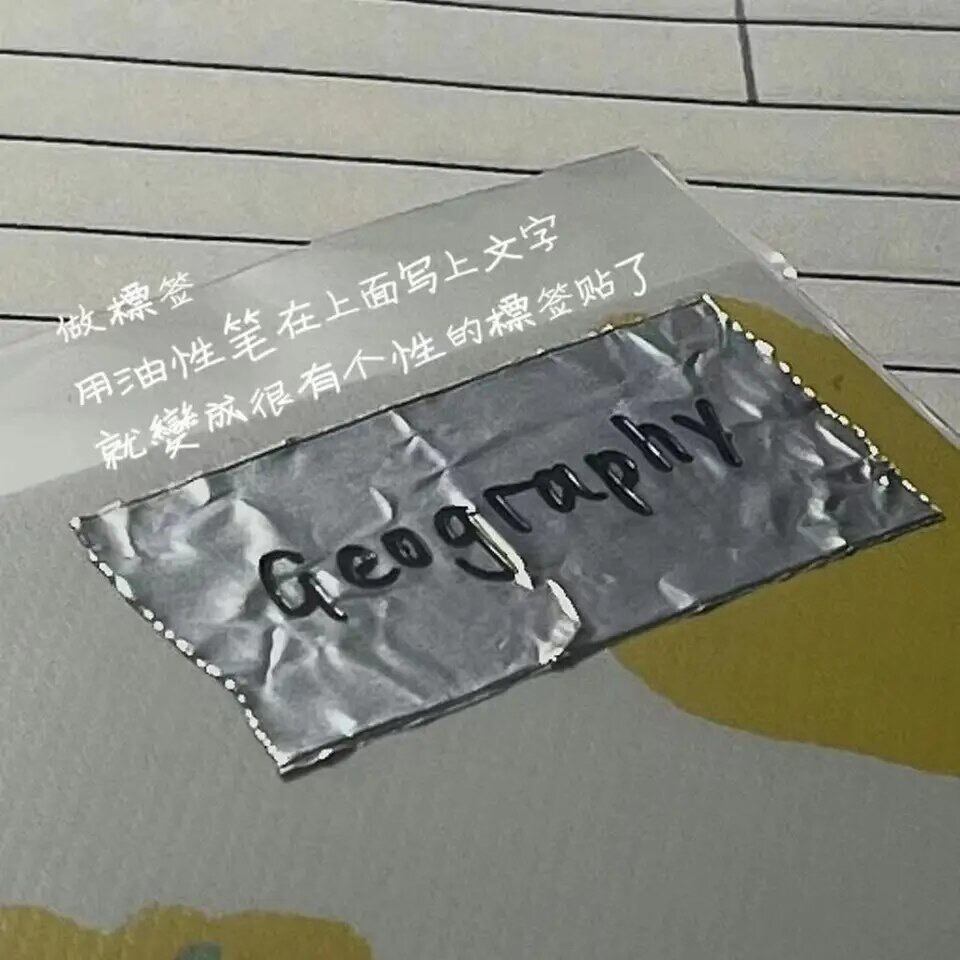 做標签
用油性笔在上面写上文字
就變成很有个性的標签贴了
Geography